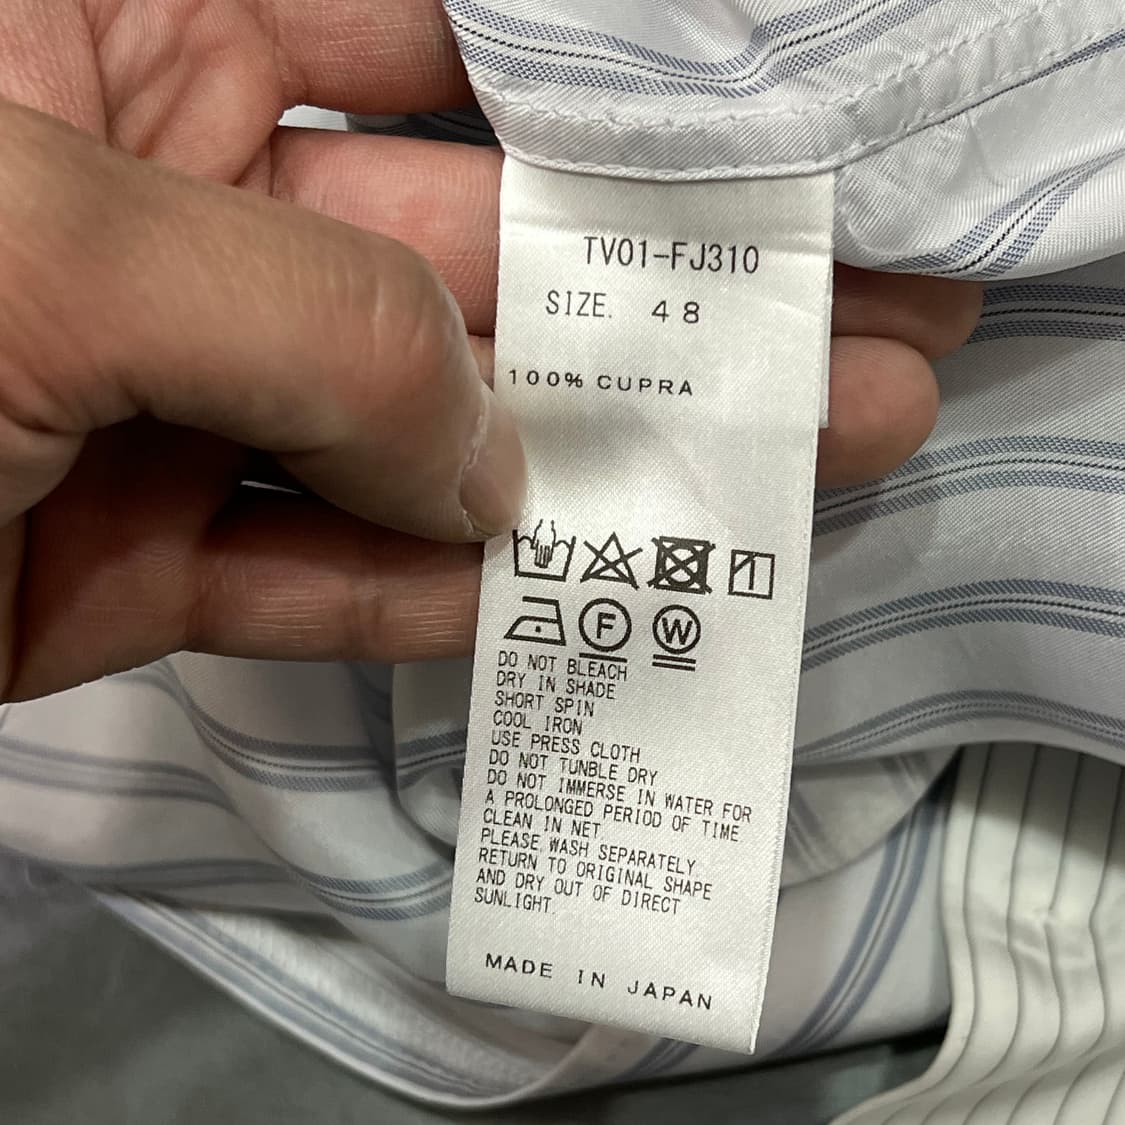 TV01-FJ310
SIZE. 48
100% CUPRA
F W
DO NOT BLEACH
DRY IN SHADE
SHORT SPIN
COOL IRON
USE PRESS CLOTH
DO NOT TUNBLE DRY
DO NOT IMMERSE IN WATER FOR
A PROLONGED PERIOD OF TIME
CLEAN IN NET
PLEASE WASH SEPARATELY
RETURN TO ORIGINAL SHAPE
AND DRY OUT OF DIRECT
SUNLIGHT.
MADE IN JAPAN